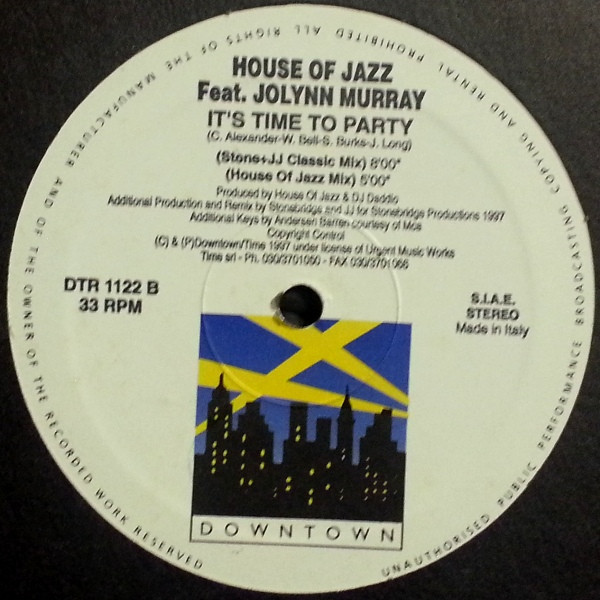 HOUSE OF JAZZ
Feat. JOLYNN MURRAY
IT'S TIME TO PARTY
(C. Alexander-W. Bell-S. Burks-J. Long)
(Stone+JJ Classic Mix) 8'00"
(House Of Jazz Mix) 5'00"
Produced by House Of Jazz & DJ Daddio
Additional Production and Remix by Stonebridge and JJ for Stonebridge Productions 1997
Additional Keys by Andersen Barren courtesy of Mos
Copyright Control
(C) & (P)Downtown/Time 1997 under license of Urgent Music Works
Time srl - Ph. 030/3701060 - FAX 030/3701068
DTR 1122 B
33 RPM
S.I.A.E.
STEREO
Made in Italy
DOWNTOWN
ALL RIGHTS OF THE MANUFACTURER AND OF THE OWNER OF THE RECORDED WORK RESERVED
UNAUTHORISED PUBLIC PERFORMANCE BROADCASTING COPYING AND RENTAL PROHIBITED